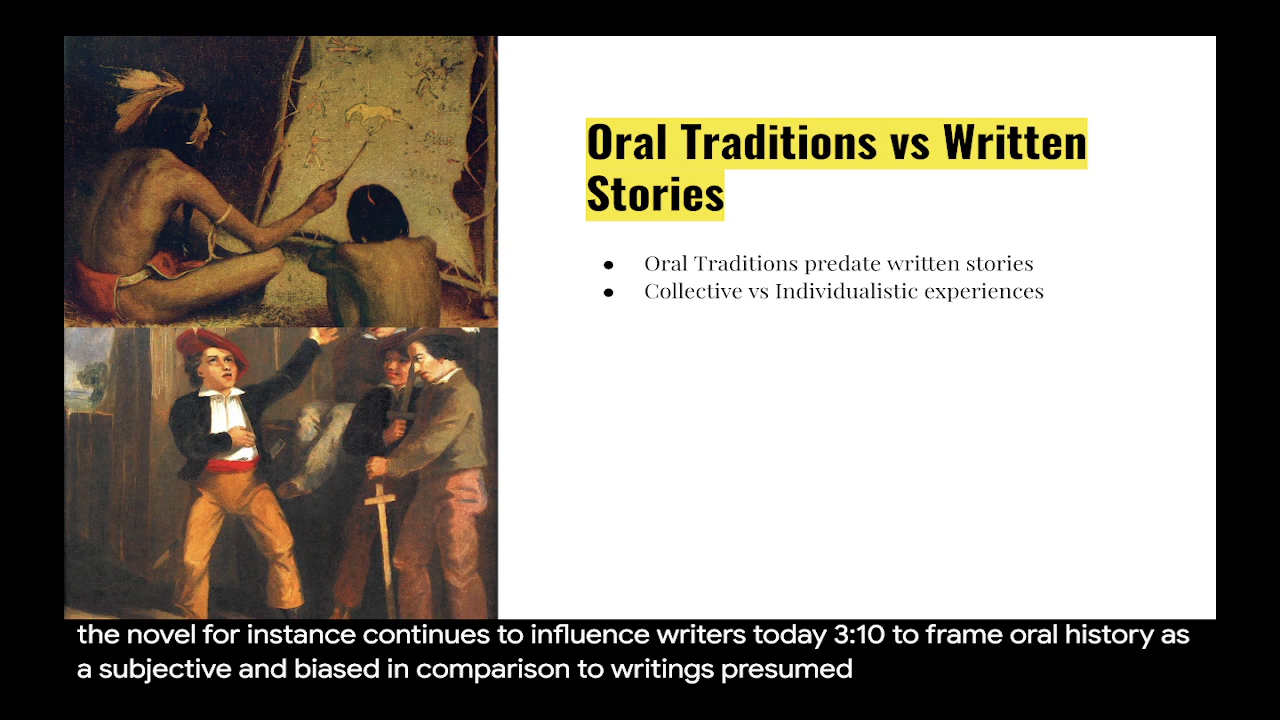 Oral Traditions vs Written
Stories
● Oral Traditions predate written stories
● Collective vs Individualistic experiences
the novel for instance continues to influence writers today 3:10 to frame oral history as
a subjective and biased in comparison to writings presumed